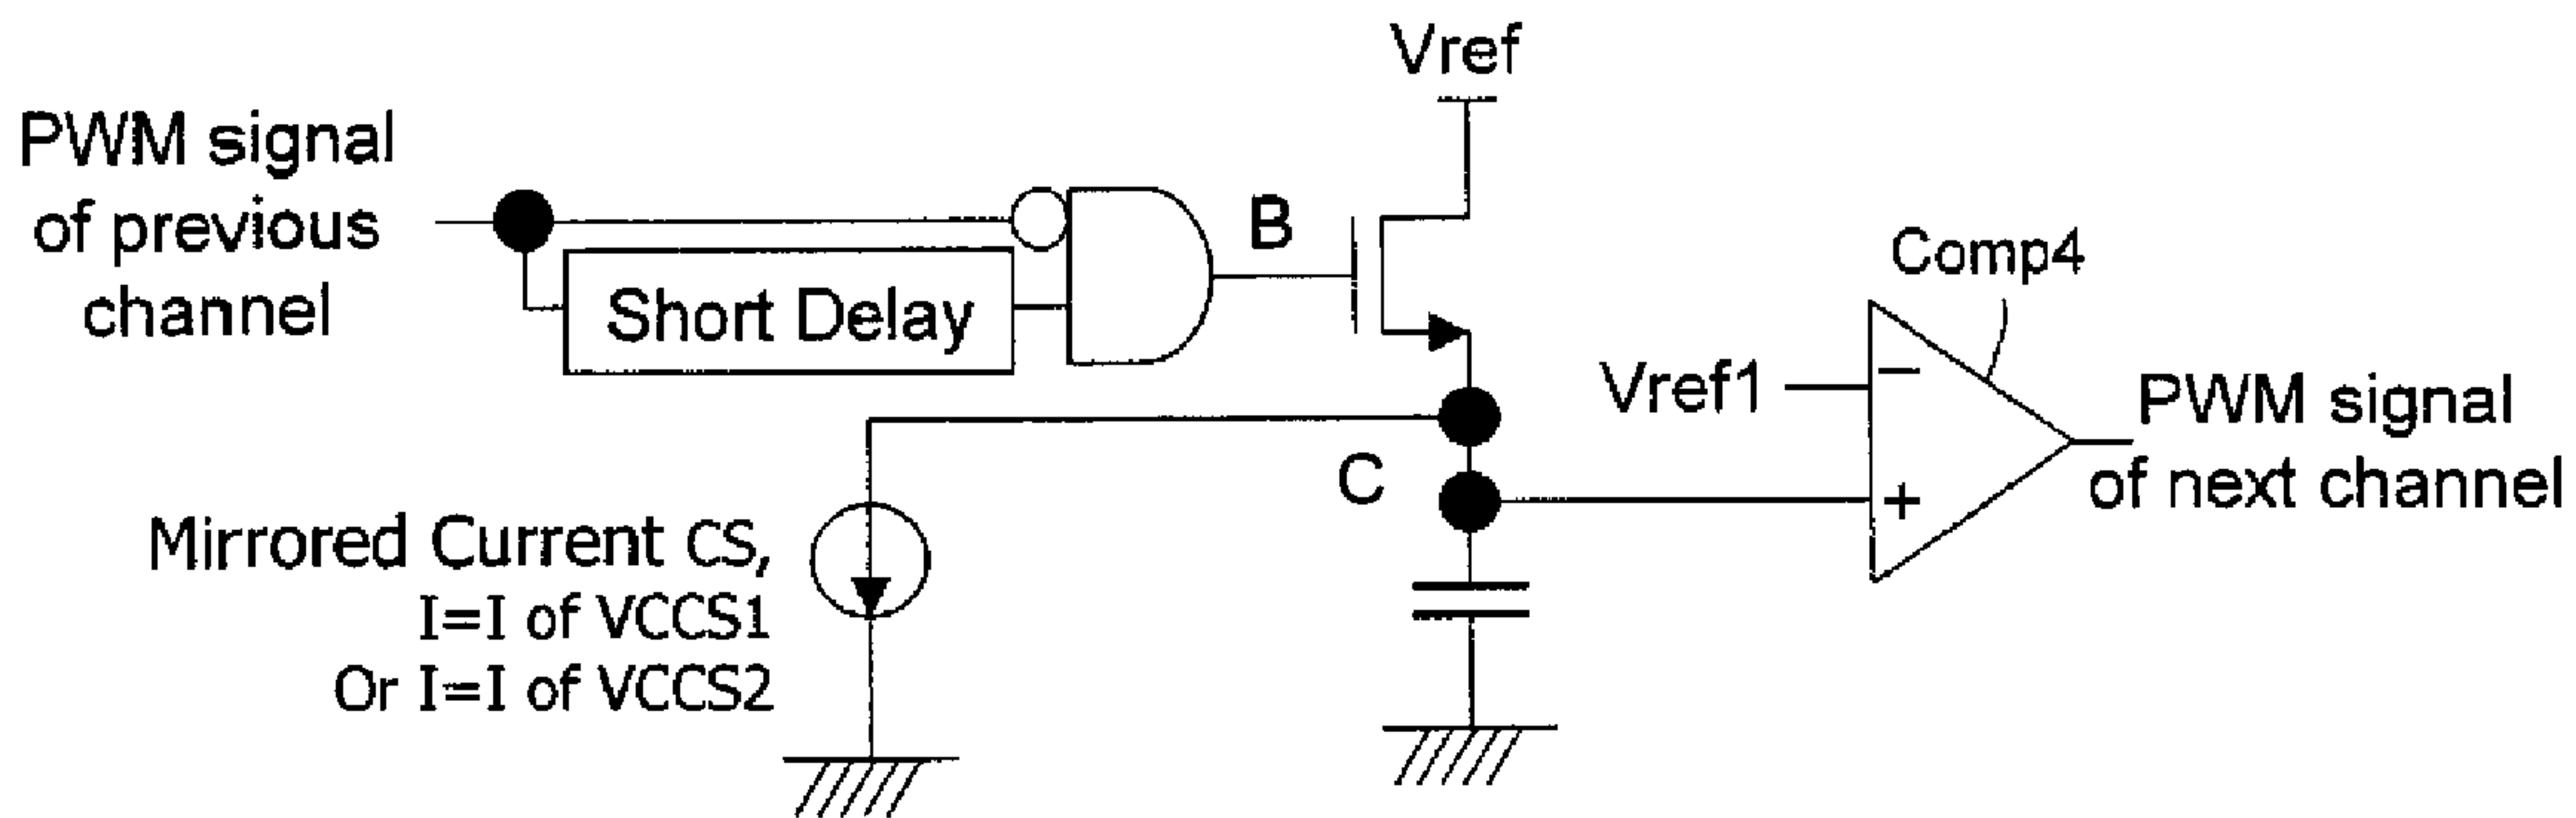 Vref
PWM signal
of previous
channel
B
Short Delay
Comp4
Vref1
−
+
PWM signal
of next channel
C
Mirrored Current CS,
I=I of VCCS1
Or I=I of VCCS2